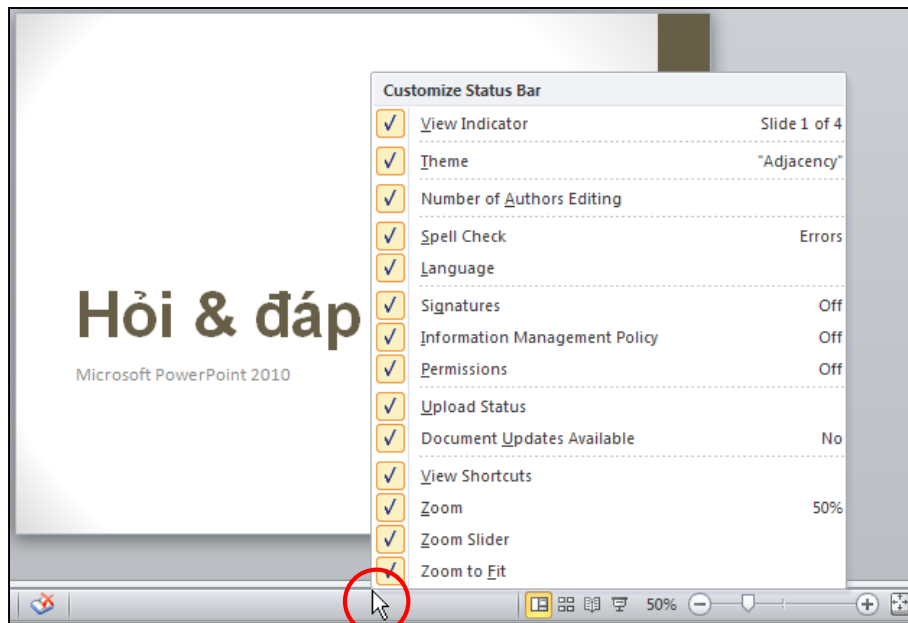 Customize Status Bar
View Indicator Slide 1 of 4
Theme "Adjacency"
Number of Authors Editing
Spell Check Errors
Language
Signatures Off
Information Management Policy Off
Permissions Off
Upload Status
Document Updates Available No
View Shortcuts
Zoom 50%
Zoom Slider
Zoom to Fit
Hỏi & đáp
Microsoft PowerPoint 2010
50%